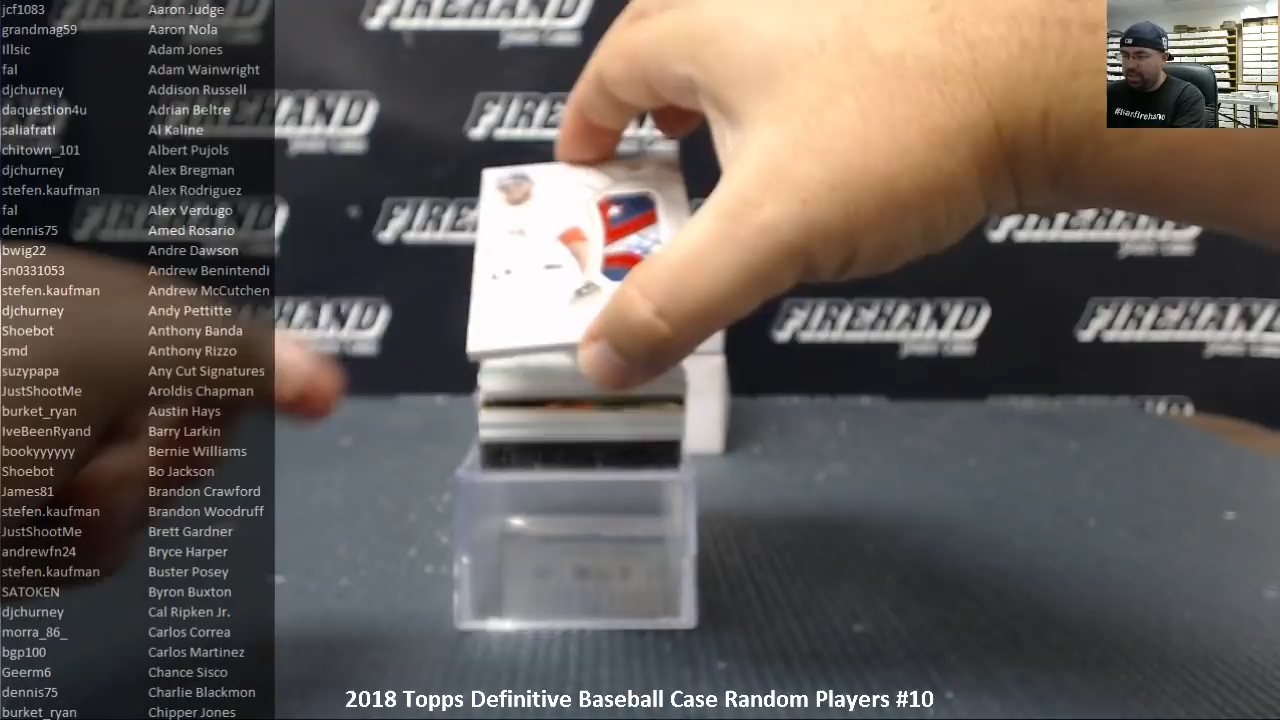 jcf1083 Aaron Judge
grandmag59 Aaron Nola
Illsic Adam Jones
fal Adam Wainwright
djchurney Addison Russell
daquestion4u Adrian Beltre
saliafrati Al Kaline
chitown_101 Albert Pujols
djchurney Alex Bregman
stefen.kaufman Alex Rodriguez
fal Alex Verdugo
dennis75 Amed Rosario
bwig22 Andre Dawson
sn0331053 Andrew Benintendi
stefen.kaufman Andrew McCutchen
djchurney Andy Pettitte
Shoebot Anthony Banda
smd Anthony Rizzo
suzypapa Any Cut Signatures
JustShootMe Aroldis Chapman
burket_ryan Austin Hays
IveBeenRyand Barry Larkin
bookyyyyyy Bernie Williams
Shoebot Bo Jackson
James81 Brandon Crawford
stefen.kaufman Brandon Woodruff
JustShootMe Brett Gardner
andrewfn24 Bryce Harper
stefen.kaufman Buster Posey
SATOKEN Byron Buxton
djchurney Cal Ripken Jr.
morra_86_ Carlos Correa
bgp100 Carlos Martinez
Geerm6 Chance Sisco
dennis75 Charlie Blackmon
burket_ryan Chipper Jones
FIREHAND
FIREHAND
FIREHAND
FIREHAND
FIREHAND
FIREHAND
#teamfirehand
2018 Topps Definitive Baseball Case Random Players #10